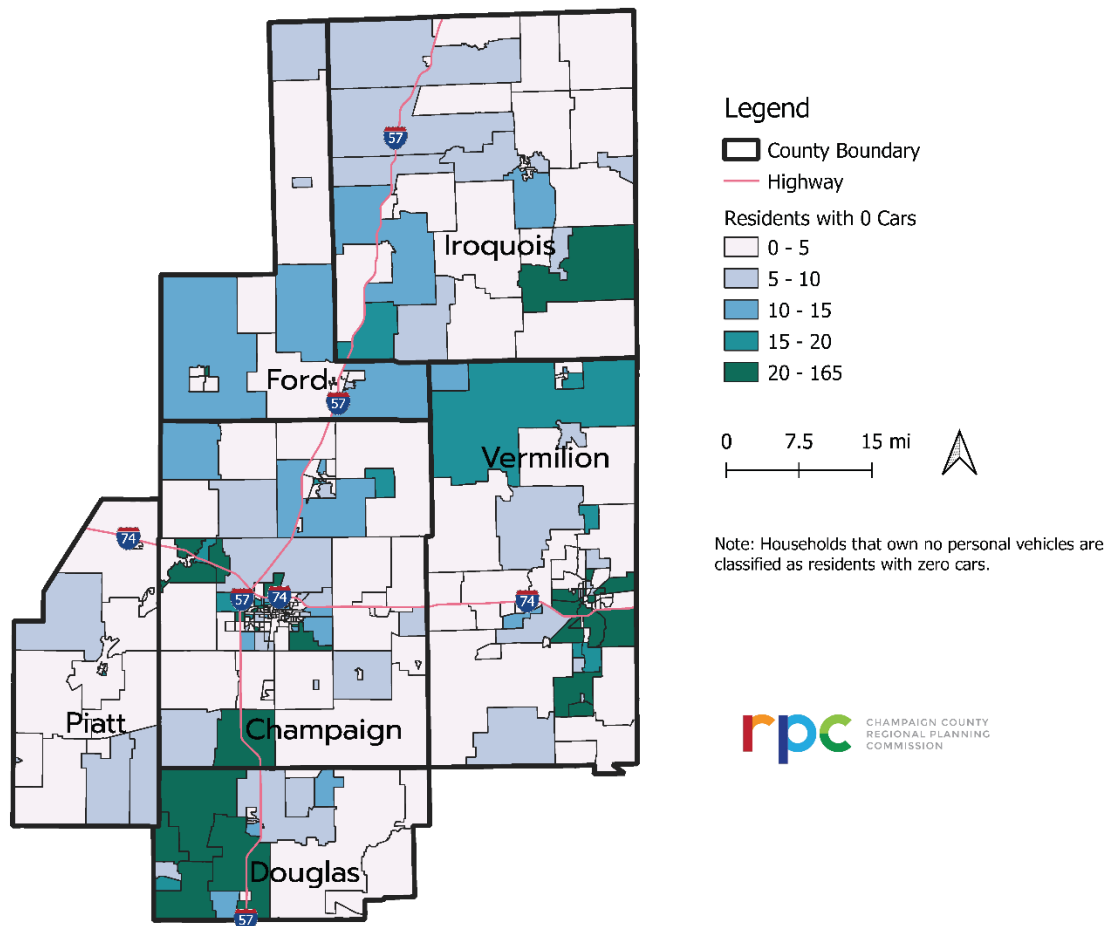 57
Iroquois
Ford
57
Vermilion
74
57
74
74
Piatt
Champaign
Douglas
57
Legend
County Boundary
Highway
Residents with 0 Cars
0 - 5
5 - 10
10 - 15
15 - 20
20 - 165
0 7.5 15 mi
Note: Households that own no personal vehicles are
classified as residents with zero cars.
rpc
CHAMPAIGN COUNTY
REGIONAL PLANNING
COMMISSION